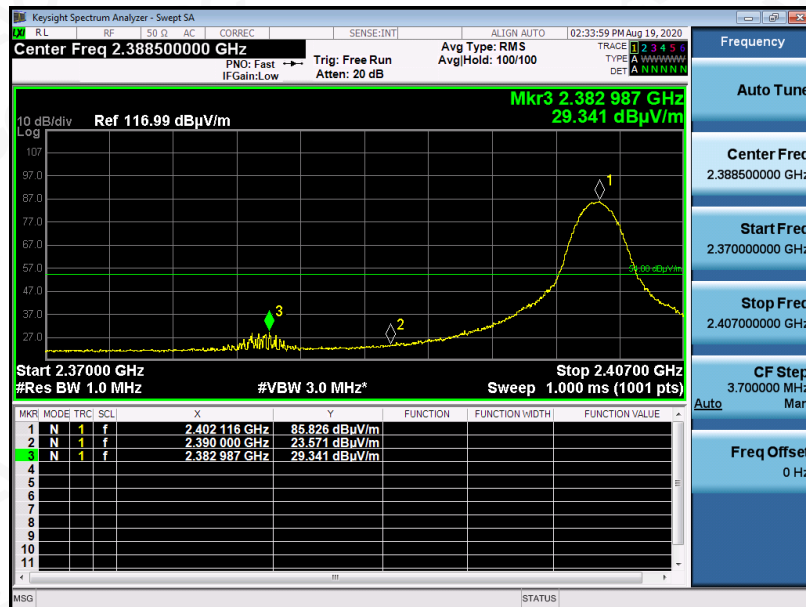 Keysight Spectrum Analyzer - Swept SA
RL RF 50 Ω AC CORREC SENSE:INT ALIGN AUTO 02:33:59 PM Aug 19, 2020
Center Freq 2.388500000 GHz
PNO: Fast
IFGain:Low
Trig: Free Run
Atten: 20 dB
Avg Type: RMS
Avg|Hold: 100/100
TRACE 1 2 3 4 5 6
TYPE A WWWWW
DET A N N N N N
Mkr3 2.382 987 GHz
29.341 dBµV/m
10 dB/div Ref 116.99 dBµV/m
Log
107
97.0
87.0
77.0
67.0
57.0
47.0
37.0
27.0
1
2
3
Start 2.37000 GHz Stop 2.40700 GHz
#Res BW 1.0 MHz #VBW 3.0 MHz* Sweep 1.000 ms (1001 pts)
MKR MODE TRC SCL X Y FUNCTION FUNCTION WIDTH FUNCTION VALUE
1 N 1 f 2.402 116 GHz 85.826 dBµV/m
2 N 1 f 2.390 000 GHz 23.571 dBµV/m
3 N 1 f 2.382 987 GHz 29.341 dBµV/m
4
5
6
7
8
9
10
11
MSG STATUS
Frequency
Auto Tune
Center Freq
2.388500000 GHz
Start Freq
2.370000000 GHz
Stop Freq
2.407000000 GHz
CF Step
3.700000 MHz
Auto Man
Freq Offset
0 Hz